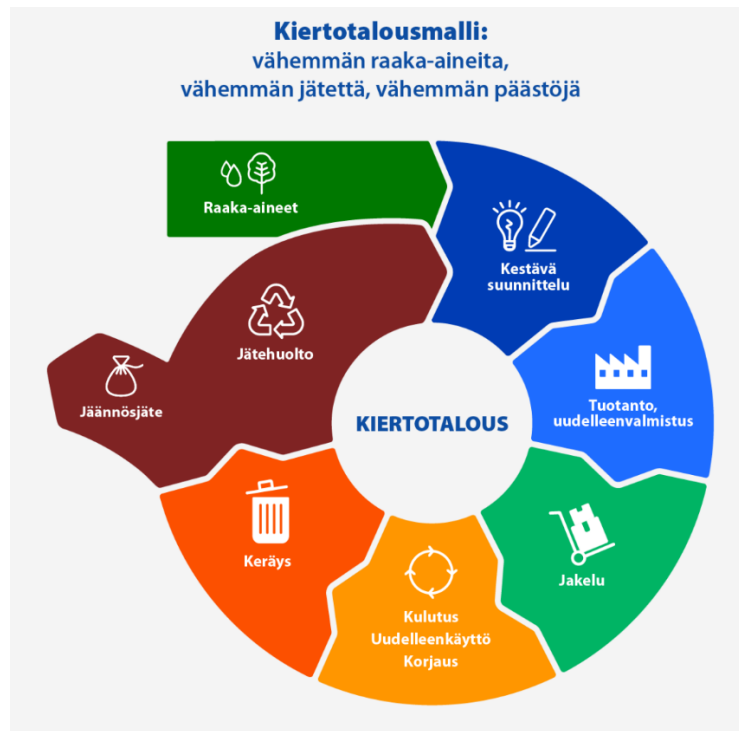 Kiertotalousmalli:
vähemmän raaka-aineita,
vähemmän jätettä, vähemmän päästöjä
Raaka-aineet
Kestävä
suunnittelu
Tuotanto,
uudelleenvalmistus
Jakelu
Kulutus
Uudelleenkäyttö
Korjaus
Keräys
Jätehuolto
Jäännösjäte
KIERTOTALOUS